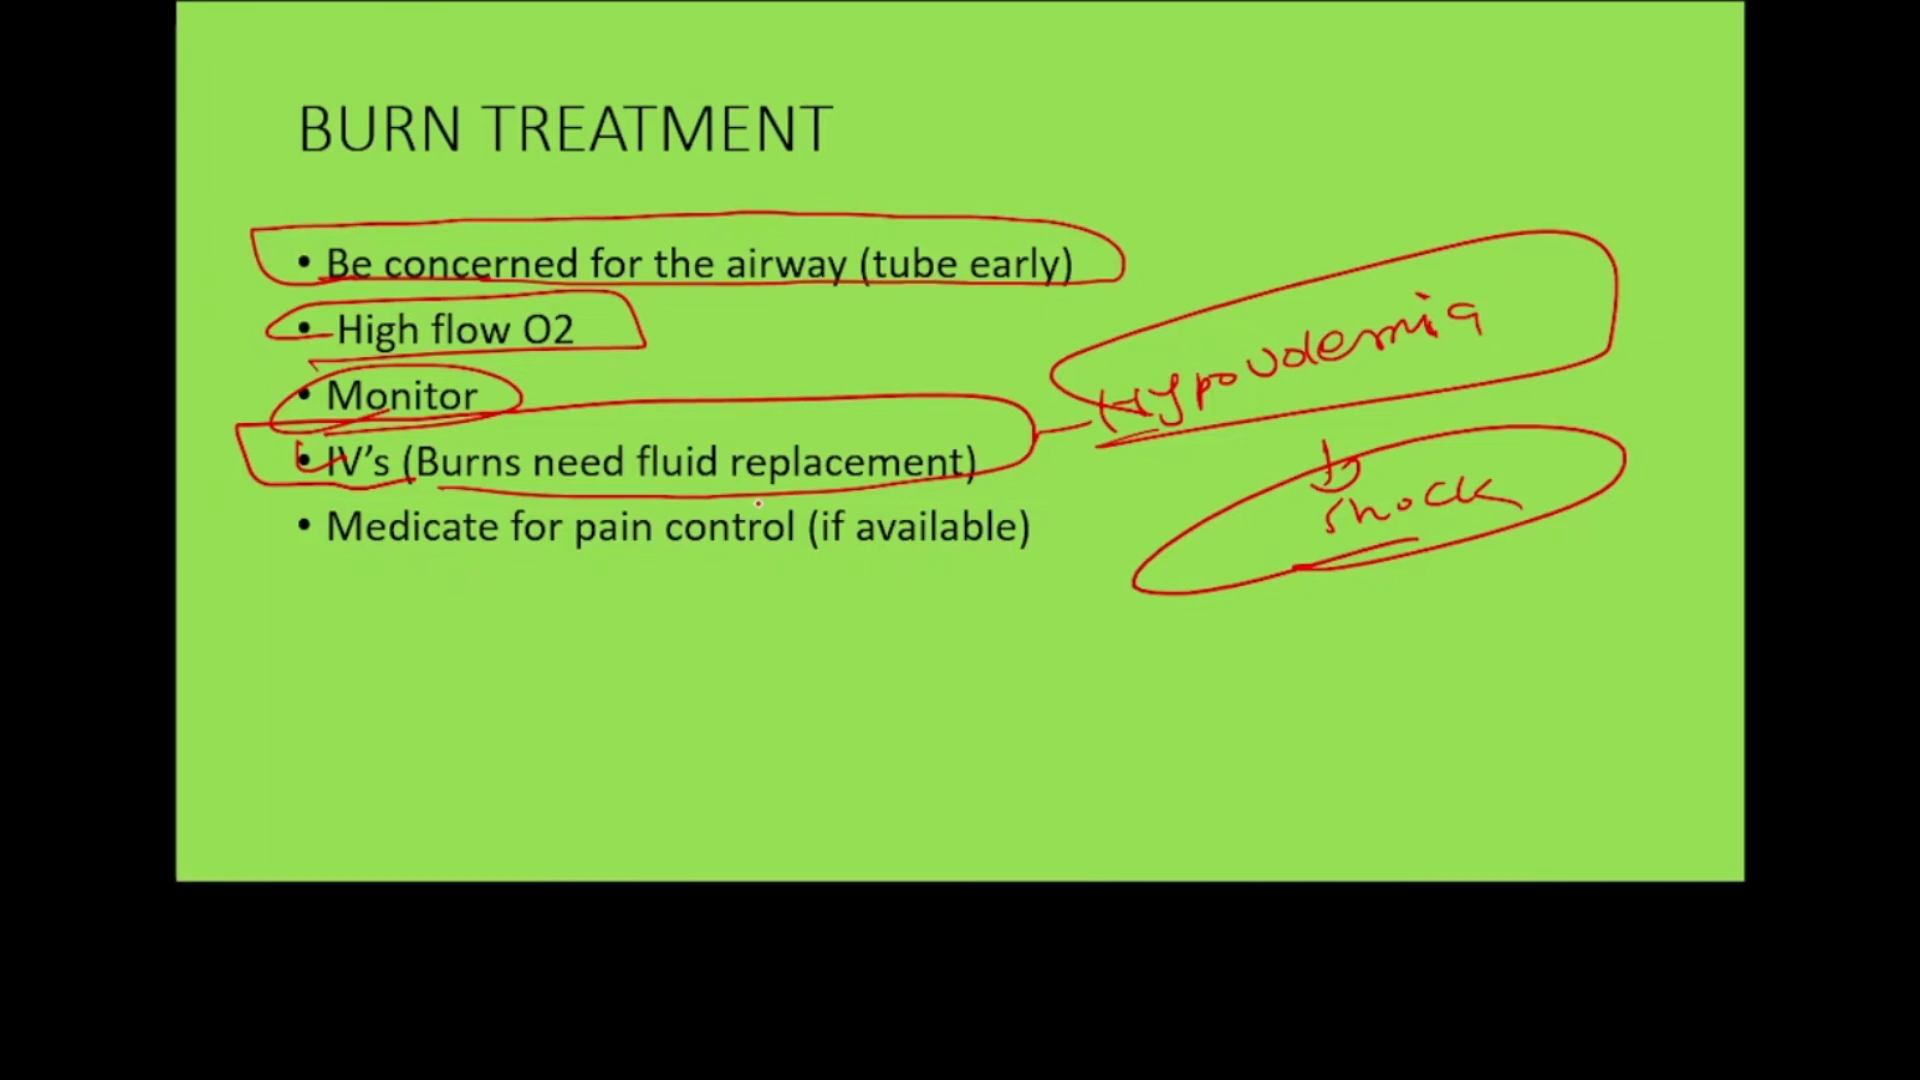 BURN TREATMENT
• Be concerned for the airway (tube early)
• High flow O2
• Monitor
• IV's (Burns need fluid replacement)
• Medicate for pain control (if available)
Hypovolemia
↓
shock